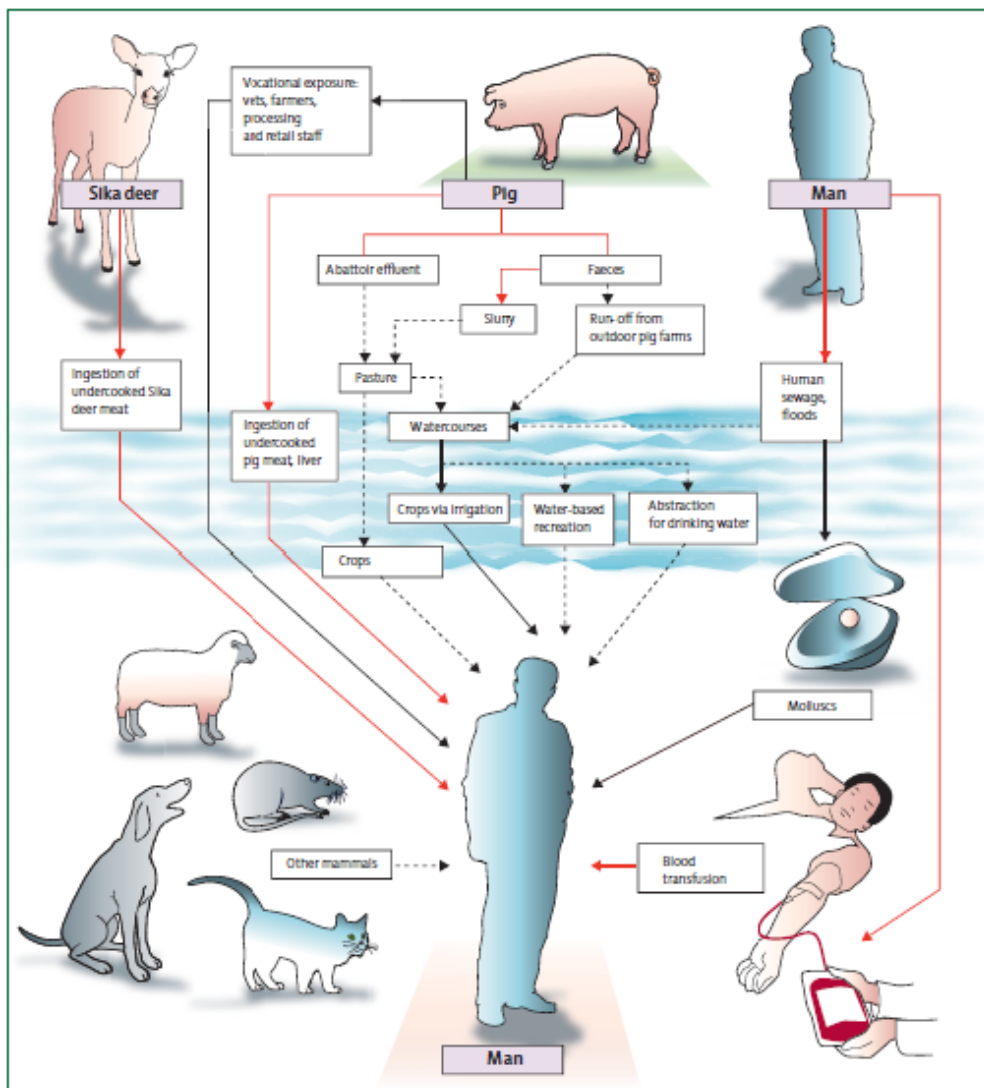 Vocational exposure:
vets, farmers,
processing
and retail staff
Sika deer
Pig
Man
Abattoir effluent
Faeces
Slurry
Run-off from
outdoor pig farms
Ingestion of
undercooked Sika
deer meat
Pasture
Human
sewage,
floods
Ingestion of
undercooked
pig meat, liver
Watercourses
Crops via irrigation
Water-based
recreation
Abstraction
for drinking water
Crops
Molluscs
Other mammals
Blood
transfusion
Man